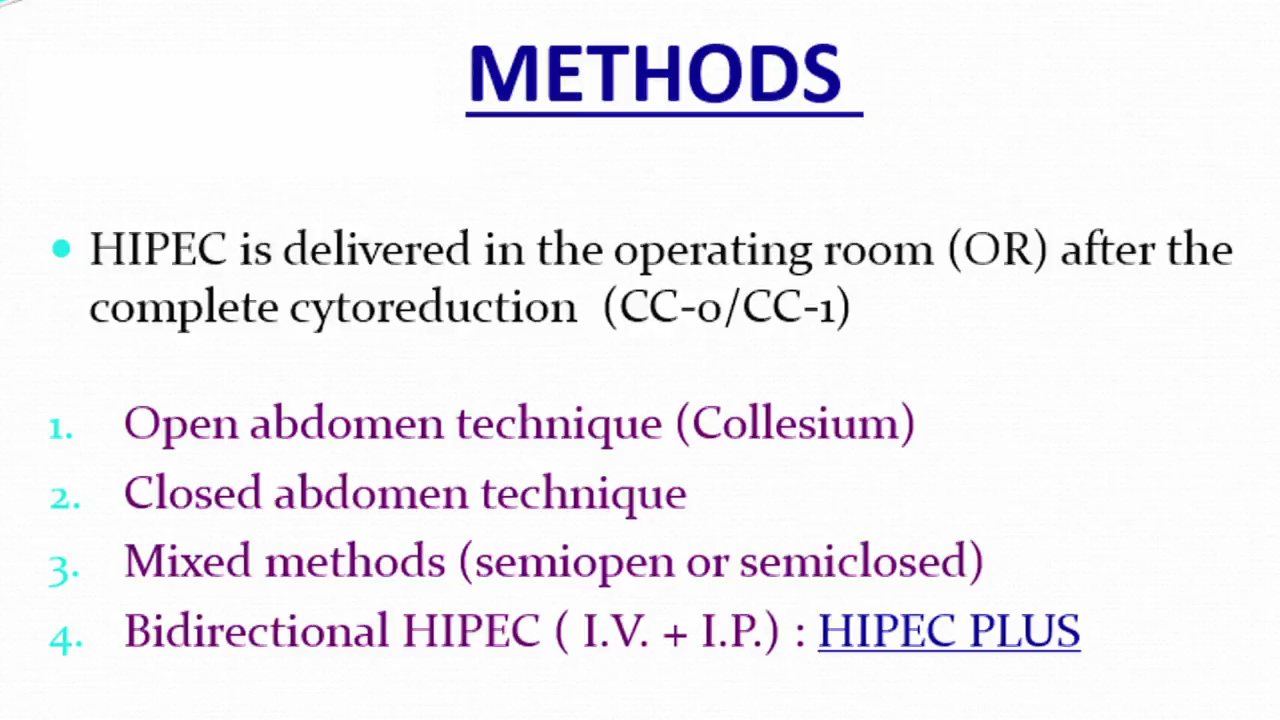 METHODS
• HIPEC is delivered in the operating room (OR) after the
complete cytoreduction (CC-0/CC-1)
1. Open abdomen technique (Collesium)
2. Closed abdomen technique
3. Mixed methods (semiopen or semiclosed)
4. Bidirectional HIPEC ( I.V. + I.P.) : HIPEC PLUS